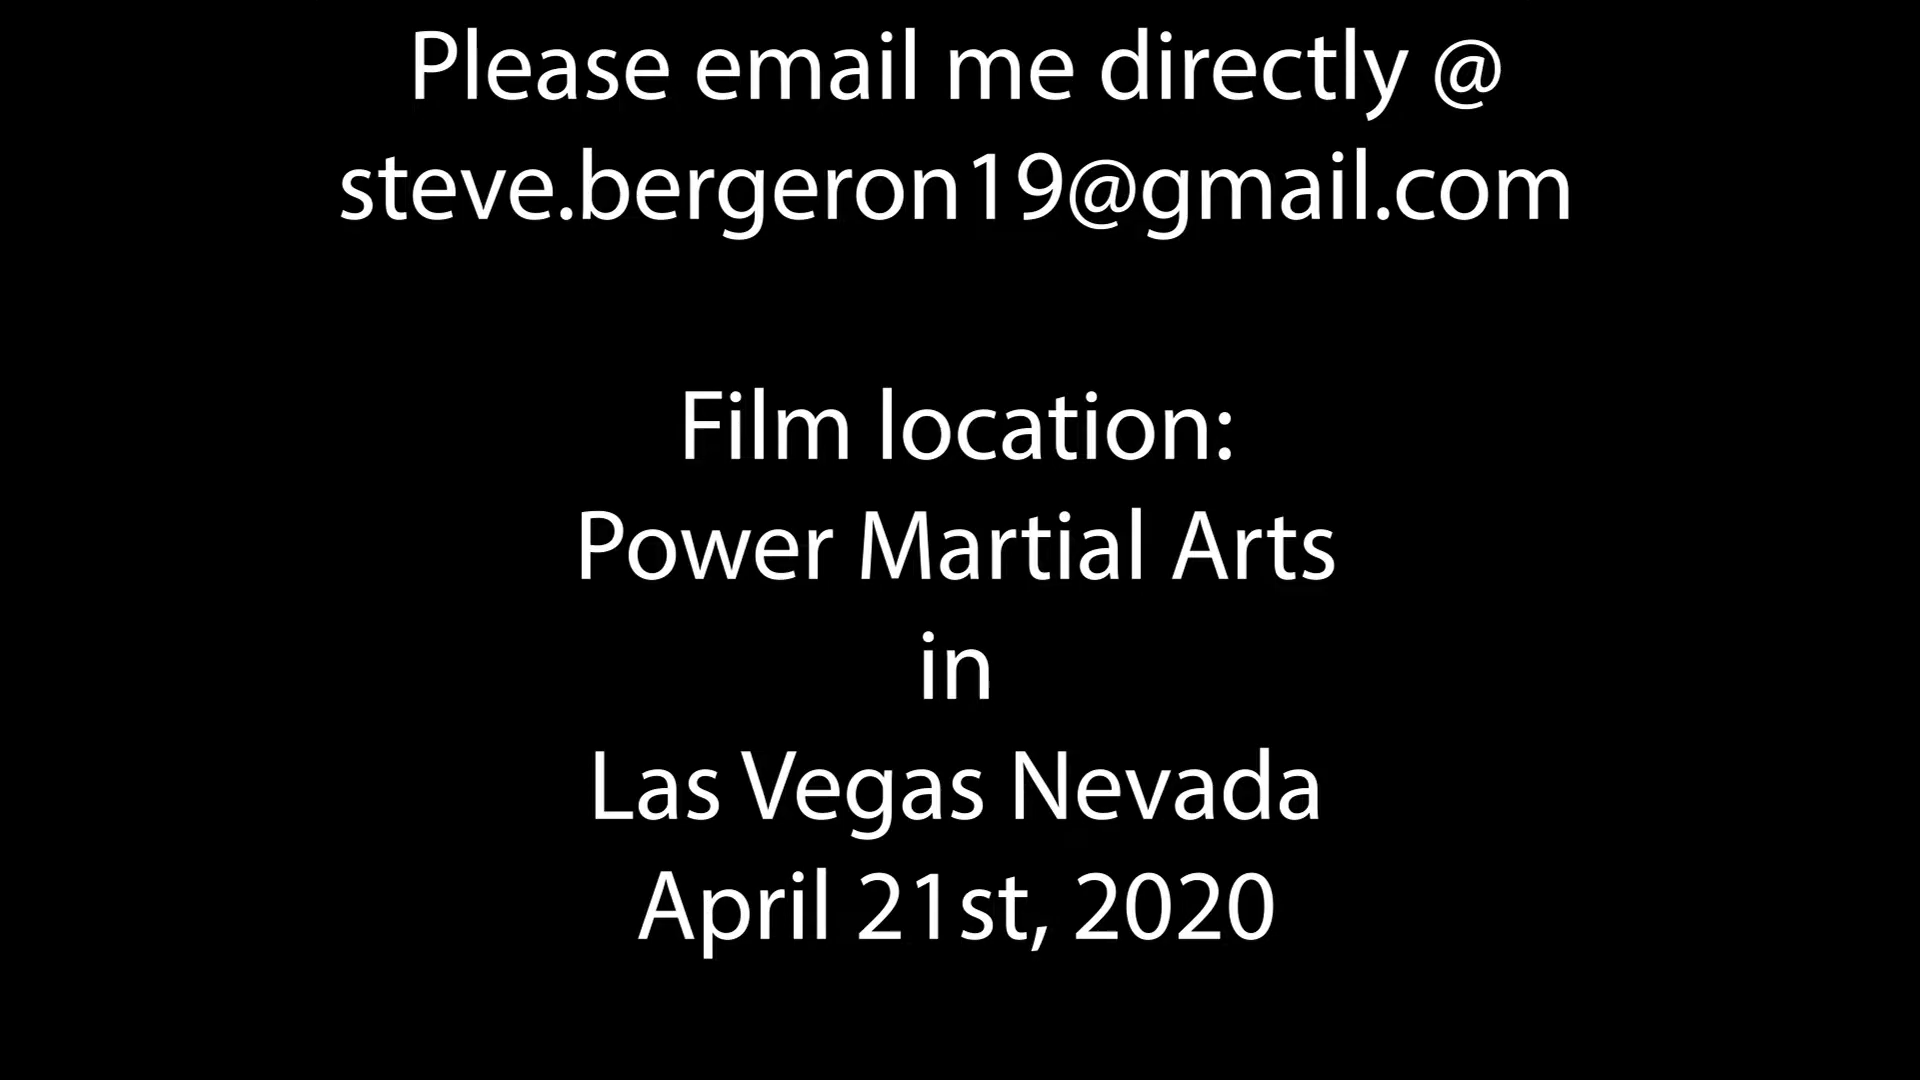 Please email me directly @
steve.bergeron19@gmail.com
Film location:
Power Martial Arts
in
Las Vegas Nevada
April 21st, 2020